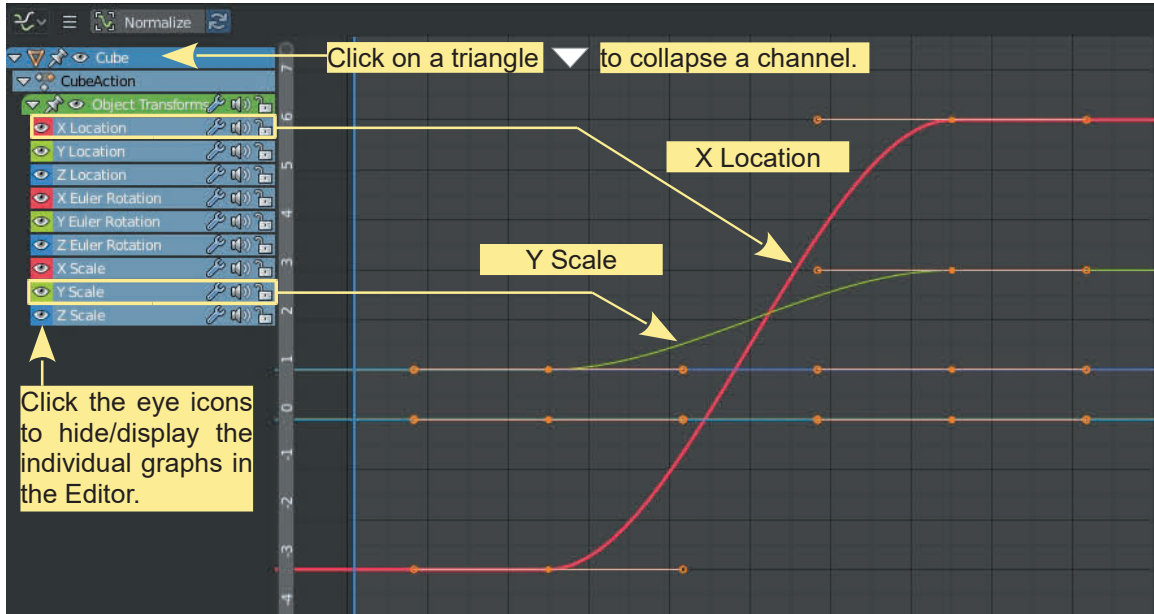 Normalize
Cube
Click on a triangle to collapse a channel.
CubeAction
Object Transforms
X Location
Y Location
Z Location
X Euler Rotation
Y Euler Rotation
Z Euler Rotation
X Scale
Y Scale
Z Scale
7
6
5
4
3
2
1
0
-1
-2
-3
-4
X Location
Y Scale
Click the eye icons
to hide/display the
individual graphs in
the Editor.